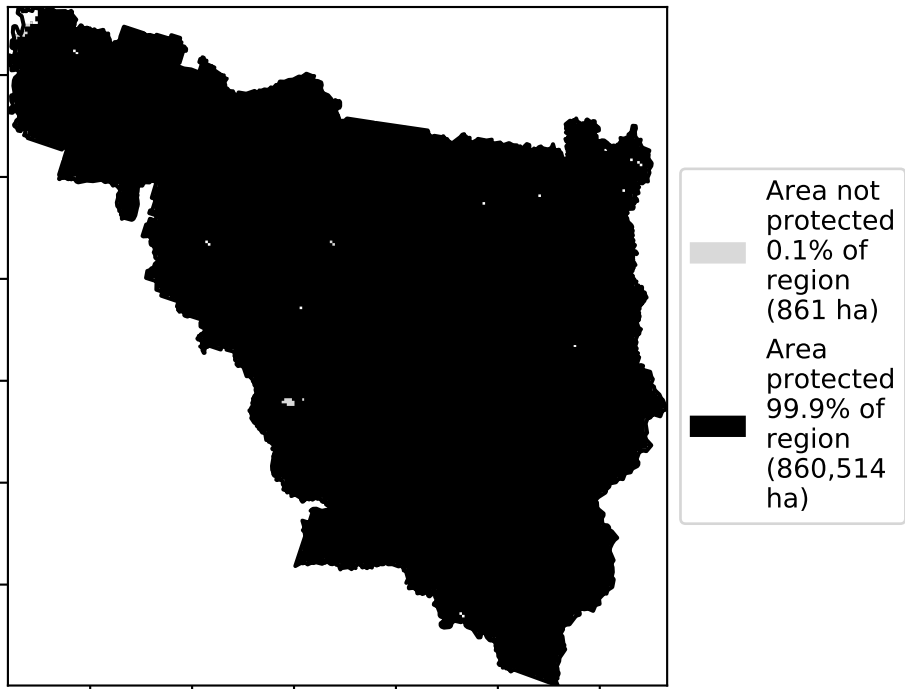 Area not
protected
0.1% of
region
(861 ha)
Area
protected
99.9% of
region
(860,514
ha)